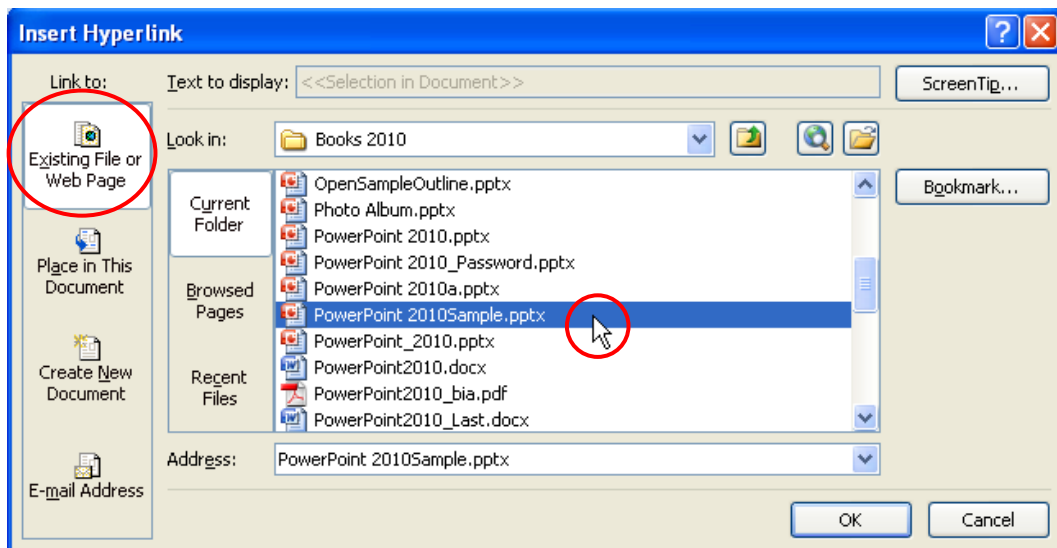 Insert Hyperlink
Link to:
Text to display: <<Selection in Document>>
ScreenTip...
Existing File or
Web Page
Look in: Books 2010
Current
Folder
OpenSampleOutline.pptx
Photo Album.pptx
PowerPoint 2010.pptx
PowerPoint 2010_Password.pptx
PowerPoint 2010a.pptx
PowerPoint 2010Sample.pptx
PowerPoint_2010.pptx
PowerPoint2010.docx
PowerPoint2010_bia.pdf
PowerPoint2010_Last.docx
Bookmark...
Place in This
Document
Browsed
Pages
Create New
Document
Recent
Files
E-mail Address
Address: PowerPoint 2010Sample.pptx
OK
Cancel